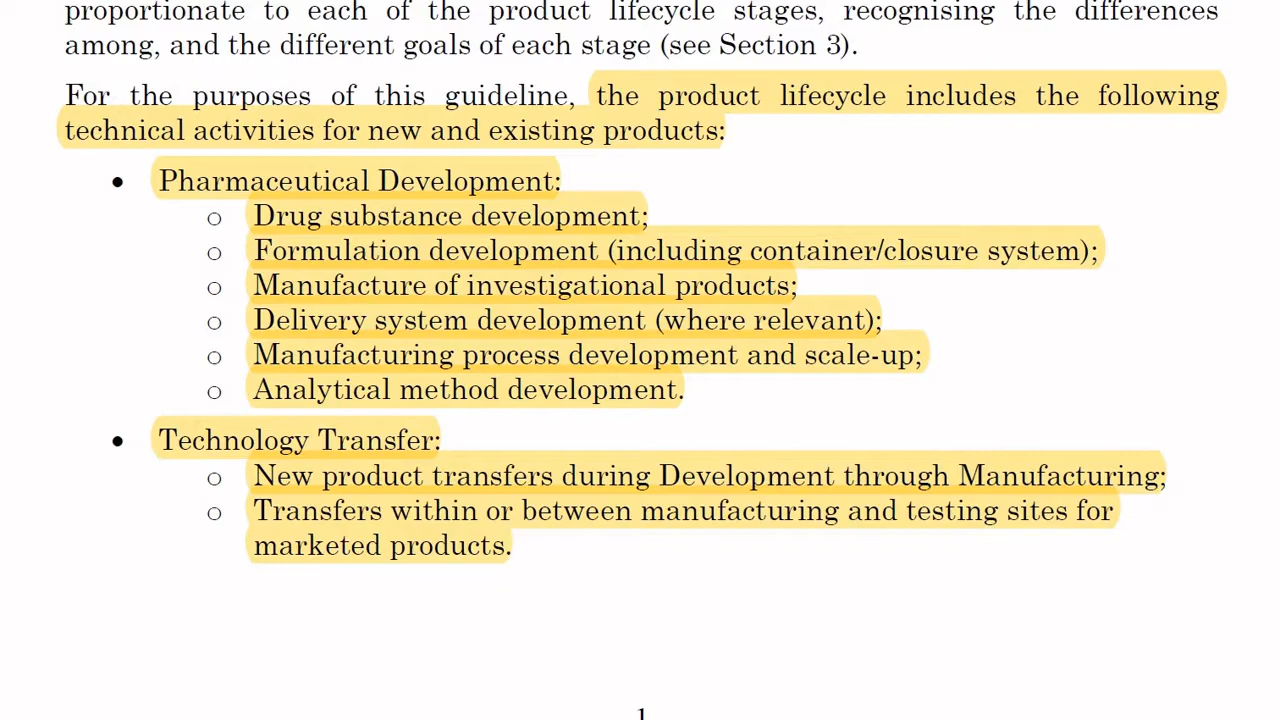 proportionate to each of the product lifecycle stages, recognising the differences
among, and the different goals of each stage (see Section 3).
For the purposes of this guideline, the product lifecycle includes the following
technical activities for new and existing products:
• Pharmaceutical Development:
○ Drug substance development;
○ Formulation development (including container/closure system);
○ Manufacture of investigational products;
○ Delivery system development (where relevant);
○ Manufacturing process development and scale-up;
○ Analytical method development.
• Technology Transfer:
○ New product transfers during Development through Manufacturing;
○ Transfers within or between manufacturing and testing sites for
marketed products.
1